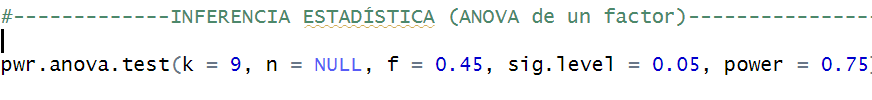 #-------------INFERENCIA ESTADÍSTICA (ANOVA de un factor)----------------
pwr.anova.test(k = 9, n = NULL, f = 0.45, sig.level = 0.05, power = 0.75)